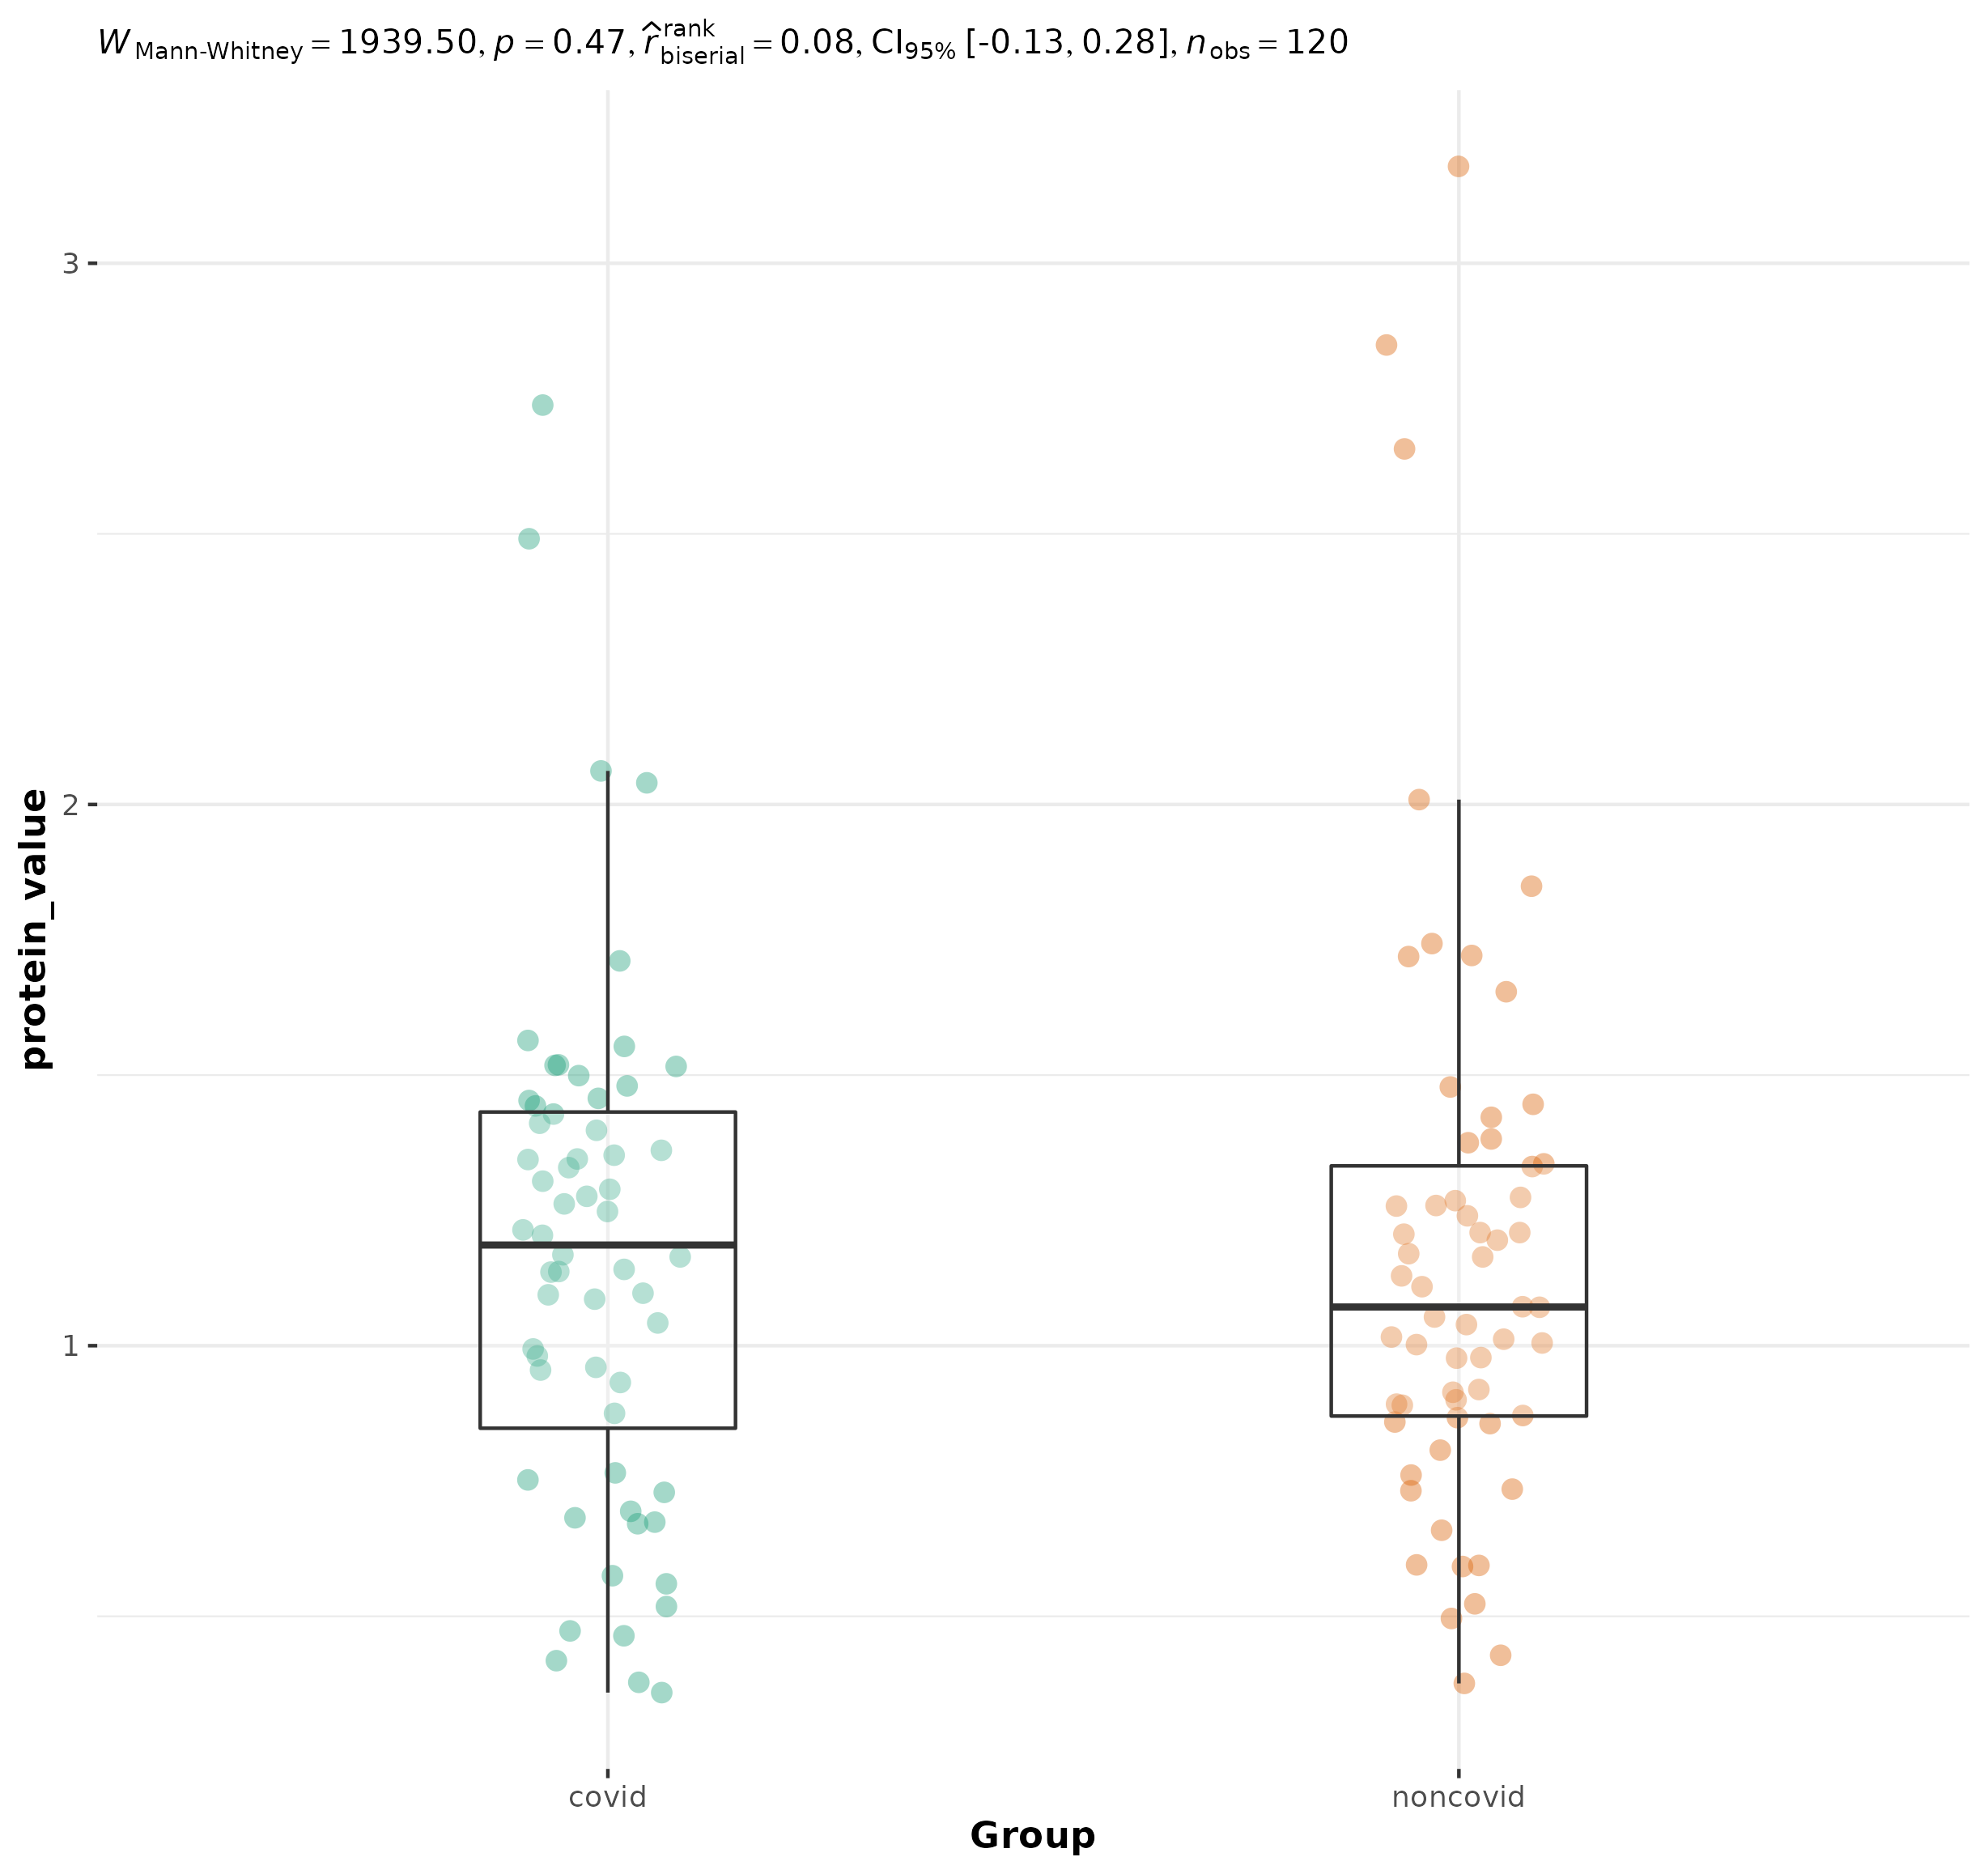 W Mann-Whitney = 1939.50, p = 0.47, r̂ rank biserial = 0.08, CI95% [-0.13, 0.28], n obs = 120
3
2
1
protein_value
covid noncovid
Group